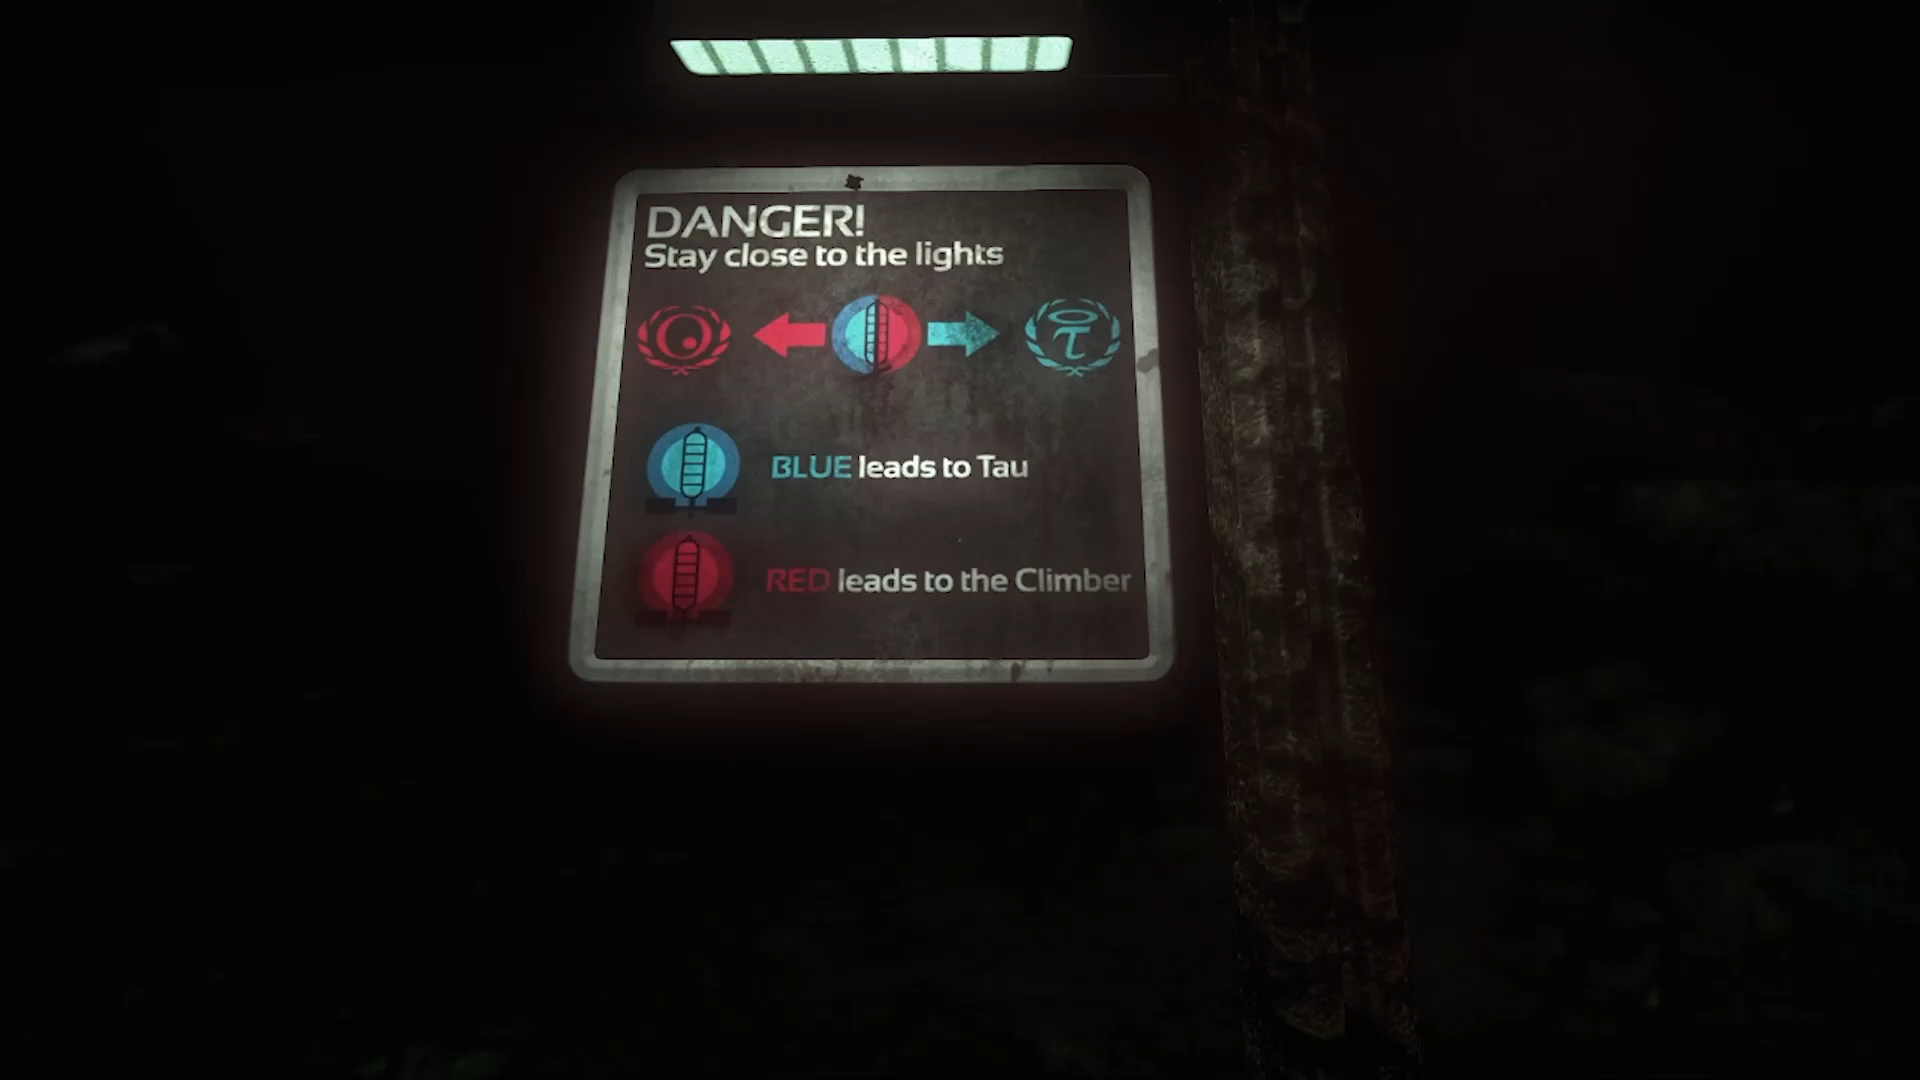 DANGER!
Stay close to the lights
τ
BLUE leads to Tau
RED leads to the Climber